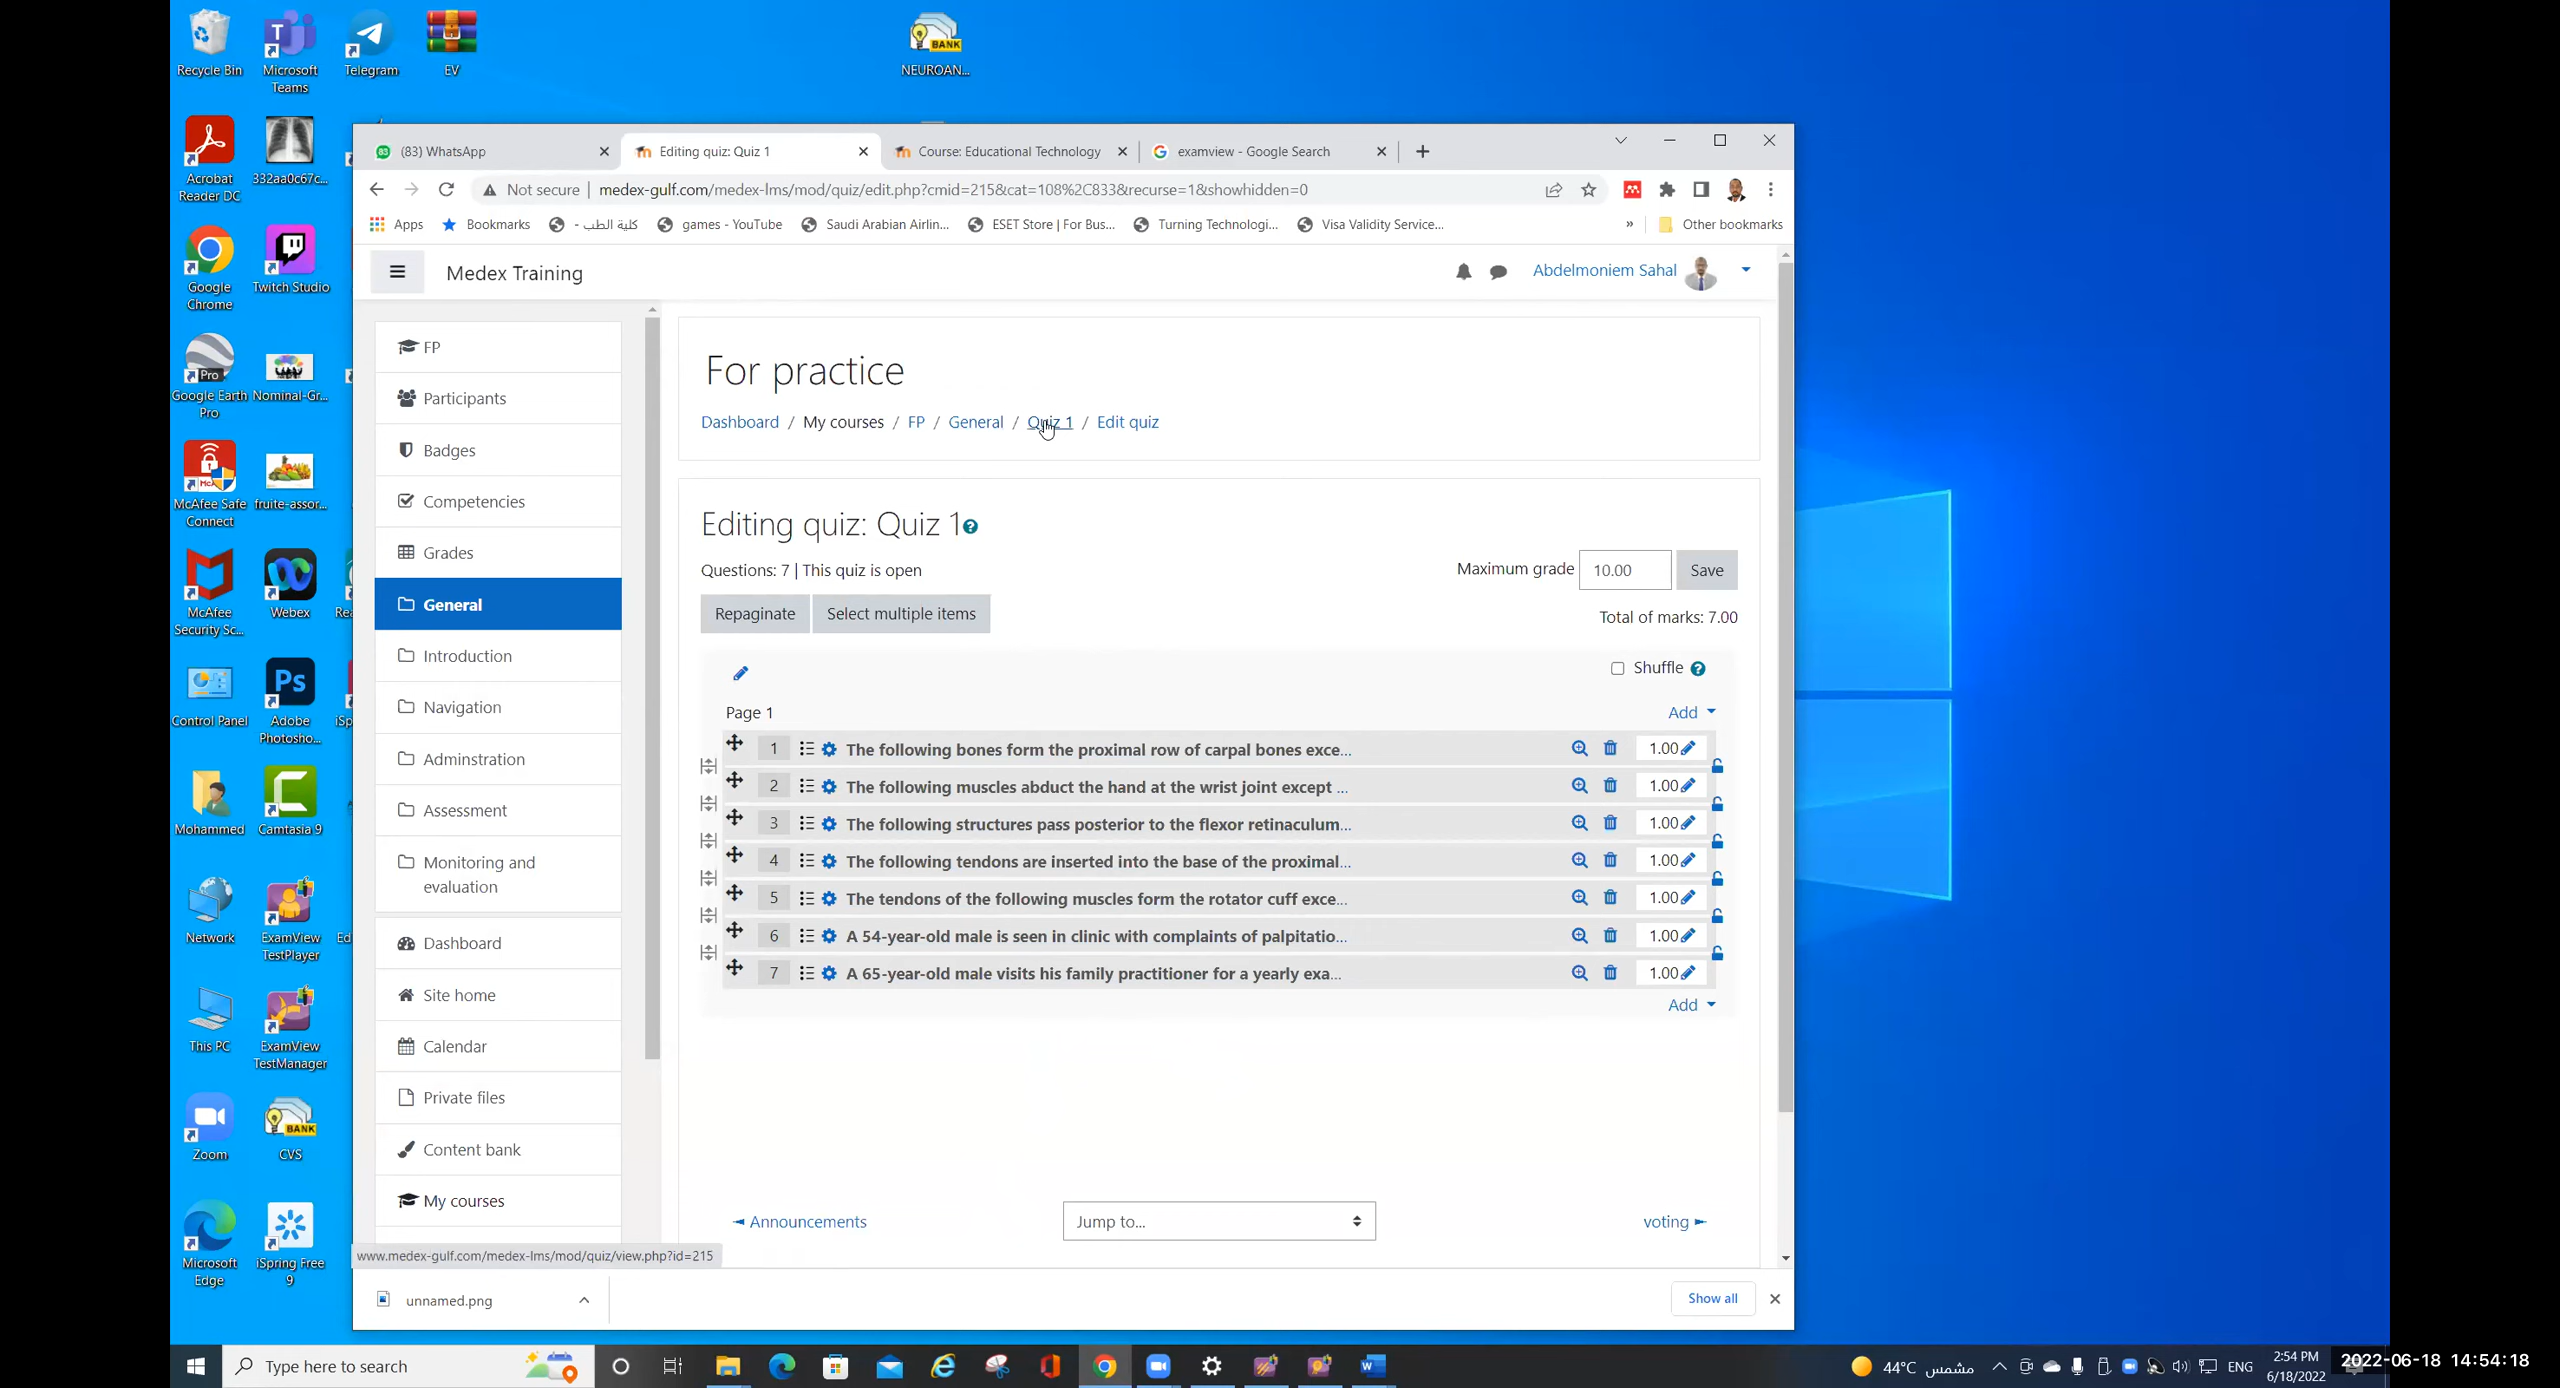 Recycle Bin
Microsoft Teams
Telegram
EV
NEUROAN...
Acrobat Reader DC
332aa0c67c...
Google Chrome
Twitch Studio
Google Earth Pro
Nominal-Gr...
McAfee Safe Connect
fruite-assor...
McAfee Security Sc...
Webex
Control Panel
Adobe Photosho...
Mohammed
Camtasia 9
Network
ExamView TestPlayer
This PC
ExamView TestManager
Zoom
CVS
Microsoft Edge
iSpring Free 9
(83) WhatsApp
Editing quiz: Quiz 1
Course: Educational Technology
examview - Google Search
Not secure | medex-gulf.com/medex-lms/mod/quiz/edit.php?cmid=215&cat=108%2C833&recurse=1&showhidden=0
Apps
Bookmarks
كلية الطب -
games - YouTube
Saudi Arabian Airlin...
ESET Store | For Bus...
Turning Technologi...
Visa Validity Service...
»
Other bookmarks
Medex Training
Abdelmoniem Sahal
FP
Participants
Badges
Competencies
Grades
General
Introduction
Navigation
Adminstration
Assessment
Monitoring and
evaluation
Dashboard
Site home
Calendar
Private files
Content bank
My courses
For practice
Dashboard / My courses / FP / General / Quiz 1 / Edit quiz
Editing quiz: Quiz 1
Questions: 7 | This quiz is open
Maximum grade 10.00 Save
Repaginate Select multiple items
Total of marks: 7.00
Shuffle
Page 1
Add
1 The following bones form the proximal row of carpal bones exce... 1.00
2 The following muscles abduct the hand at the wrist joint except ... 1.00
3 The following structures pass posterior to the flexor retinaculum... 1.00
4 The following tendons are inserted into the base of the proximal... 1.00
5 The tendons of the following muscles form the rotator cuff exce... 1.00
6 A 54-year-old male is seen in clinic with complaints of palpitatio... 1.00
7 A 65-year-old male visits his family practitioner for a yearly exa... 1.00
Add
◄ Announcements
Jump to...
voting ►
www.medex-gulf.com/medex-lms/mod/quiz/view.php?id=215
unnamed.png
Show all
Type here to search
44°C مشمس
ENG
2:54 PM
6/18/2022
2022-06-18 14:54:18